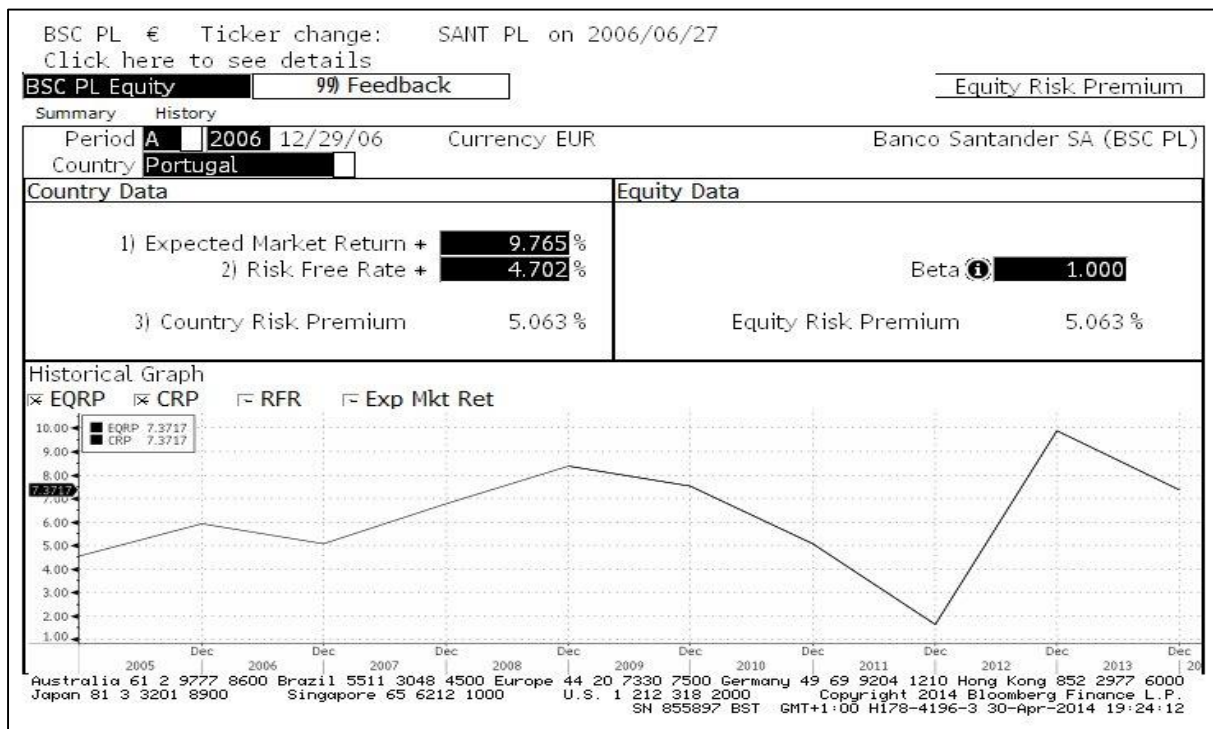 BSC PL € Ticker change: SANT PL on 2006/06/27
Click here to see details
BSC PL Equity 99) Feedback Equity Risk Premium
Summary History
Period A 2006 12/29/06 Currency EUR Banco Santander SA (BSC PL)
Country Portugal
Country Data Equity Data
1) Expected Market Return + 9.765 %
2) Risk Free Rate + 4.702 % Beta 1.000
3) Country Risk Premium 5.063 % Equity Risk Premium 5.063 %
Historical Graph
EQRP CRP RFR Exp Mkt Ret
EQRP 7.3717
CRP 7.3717
10.00
9.00
8.00
7.3717
7.00
6.00
5.00
4.00
3.00
2.00
1.00
Dec Dec Dec Dec Dec Dec Dec Dec Dec
2005 2006 2007 2008 2009 2010 2011 2012 2013 20
Australia 61 2 9777 8600 Brazil 5511 3048 4500 Europe 44 20 7330 7500 Germany 49 69 9204 1210 Hong Kong 852 2977 6000
Japan 81 3 3201 8900 Singapore 65 6212 1000 U.S. 1 212 318 2000 Copyright 2014 Bloomberg Finance L.P.
SN 855897 BST GMT+1:00 H178-4196-3 30-Apr-2014 19:24:12